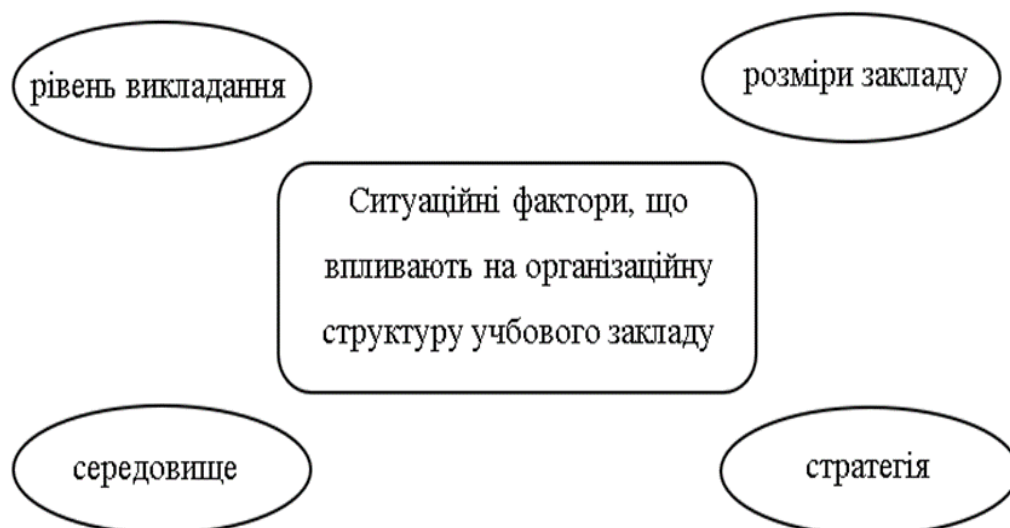 рівень викладання
розміри закладу
Ситуаційні фактори, що
впливають на організаційну
структуру учбового закладу
середовище
стратегія